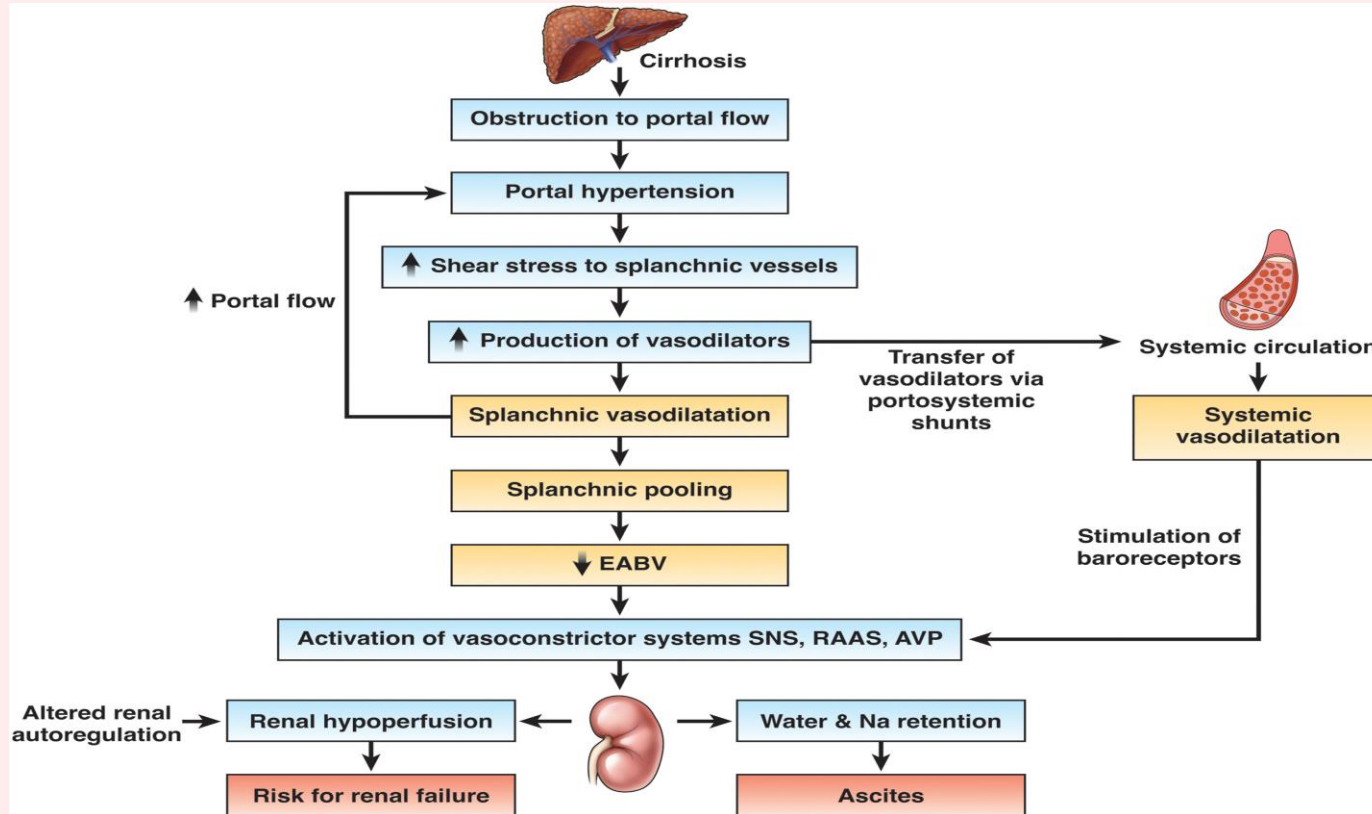 Cirrhosis
Obstruction to portal flow
Portal hypertension
Shear stress to splanchnic vessels
Portal flow
Production of vasodilators
Transfer of
vasodilators via
portosystemic
shunts
Systemic circulation
Splanchnic vasodilatation
Systemic
vasodilatation
Splanchnic pooling
Stimulation of
baroreceptors
EABV
Activation of vasoconstrictor systems SNS, RAAS, AVP
Altered renal
autoregulation
Renal hypoperfusion
Water & Na retention
Risk for renal failure
Ascites